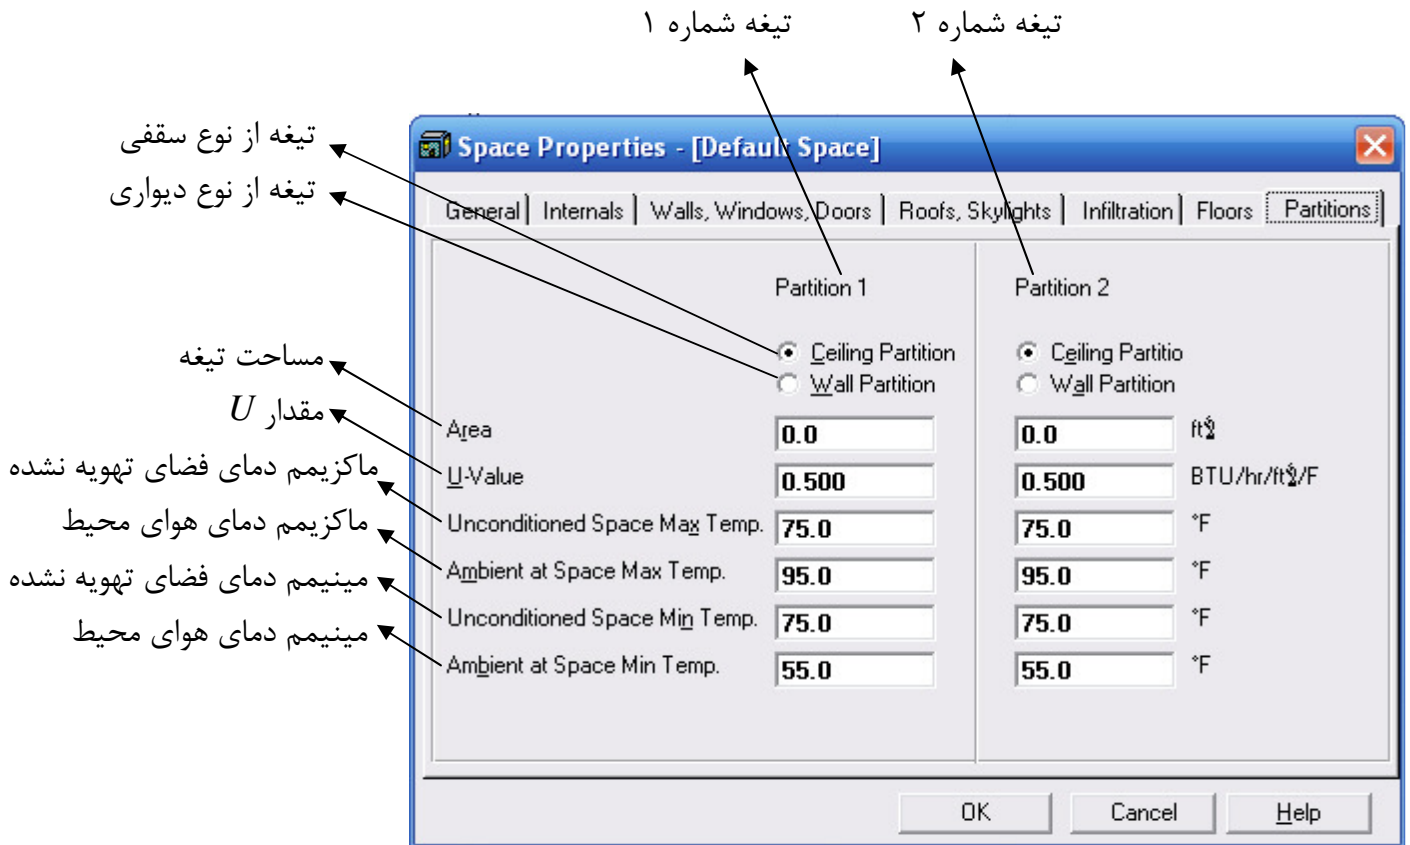 تیغه شماره ۱
تیغه شماره ۲
تیغه از نوع سقفی
تیغه از نوع دیواری
مساحت تیغه
مقدار U
ماکزیمم دمای فضای تهویه نشده
ماکزیمم دمای هوای محیط
مینیمم دمای فضای تهویه نشده
مینیمم دمای هوای محیط
Space Properties - [Default Space]
General Internals Walls, Windows, Doors Roofs, Skylights Infiltration Floors Partitions
Partition 1 Partition 2
Ceiling Partition Ceiling Partitio
Wall Partition Wall Partition
Area 0.0 0.0 ft
U-Value 0.500 0.500 BTU/hr/ft /F
Unconditioned Space Max Temp. 75.0 75.0 °F
Ambient at Space Max Temp. 95.0 95.0 °F
Unconditioned Space Min Temp. 75.0 75.0 °F
Ambient at Space Min Temp. 55.0 55.0 °F
OK Cancel Help